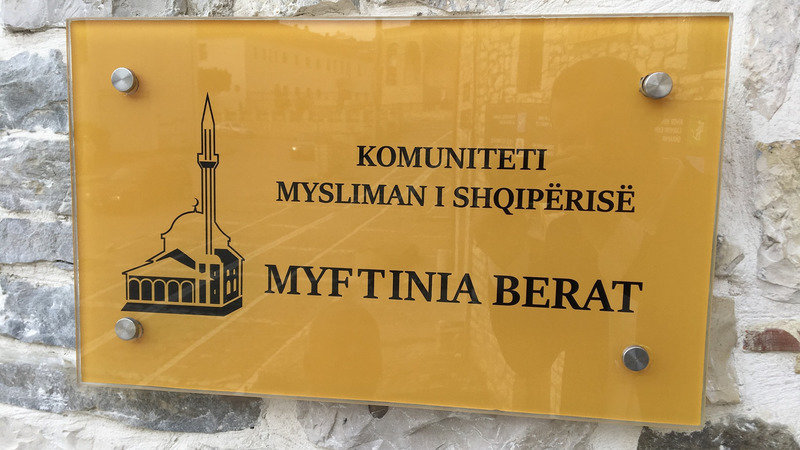 KOMUNITETI
MYSLIMAN I SHQIPËRISË
MYFTINIA BERAT